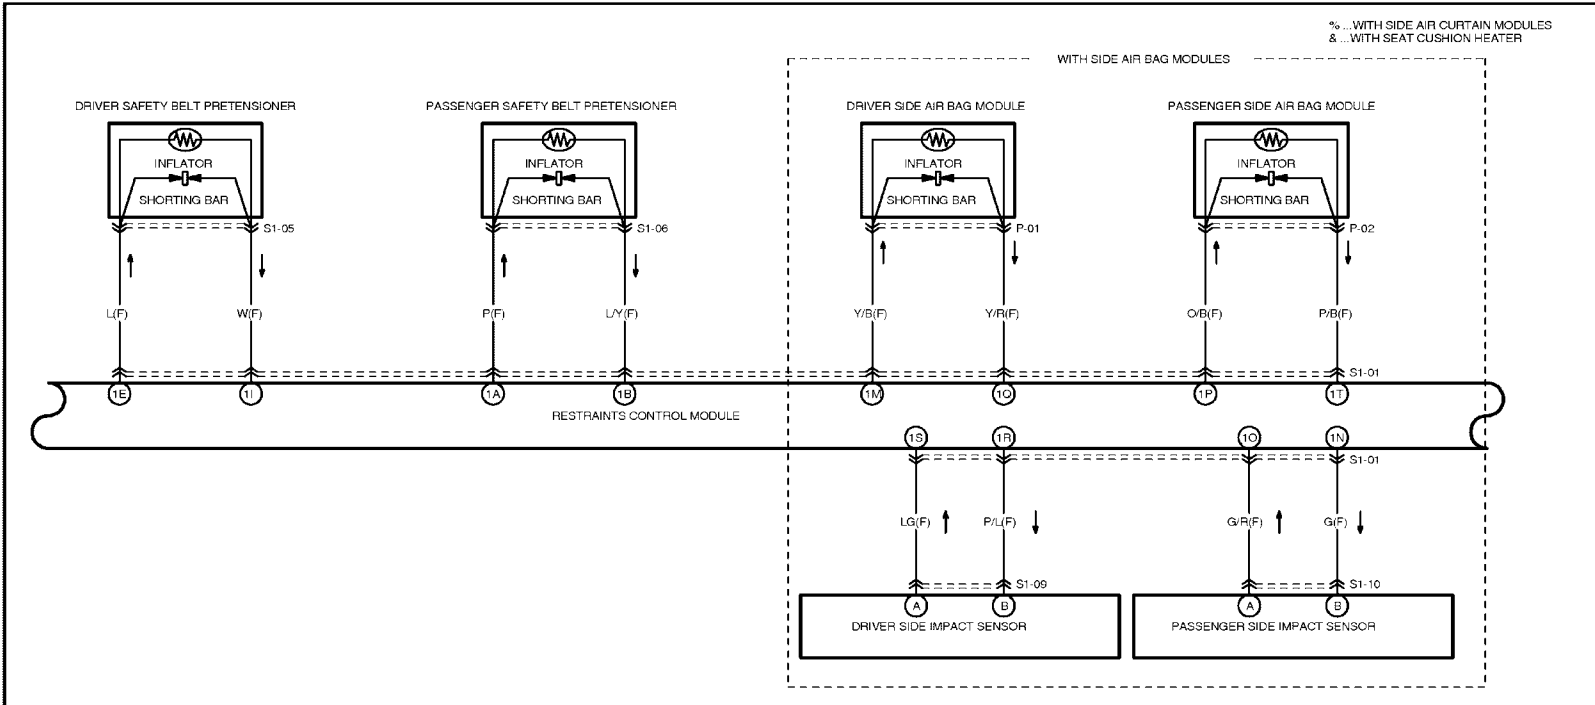 % ...WITH SIDE AIR CURTAIN MODULES
& ...WITH SEAT CUSHION HEATER
WITH SIDE AIR BAG MODULES
DRIVER SAFETY BELT PRETENSIONER
PASSENGER SAFETY BELT PRETENSIONER
DRIVER SIDE AIR BAG MODULE
PASSENGER SIDE AIR BAG MODULE
INFLATOR
INFLATOR
INFLATOR
INFLATOR
SHORTING BAR
SHORTING BAR
SHORTING BAR
SHORTING BAR
S1-05
S1-06
P-01
P-02
L(F)
W(F)
P(F)
L/Y(F)
Y/B(F)
Y/R(F)
O/B(F)
P/B(F)
S1-01
1E
1I
1A
1B
1M
1Q
1P
1T
RESTRAINTS CONTROL MODULE
1S
1R
1O
1N
S1-01
LG(F)
P/L(F)
G/R(F)
G(F)
S1-09
S1-10
A
B
A
B
DRIVER SIDE IMPACT SENSOR
PASSENGER SIDE IMPACT SENSOR